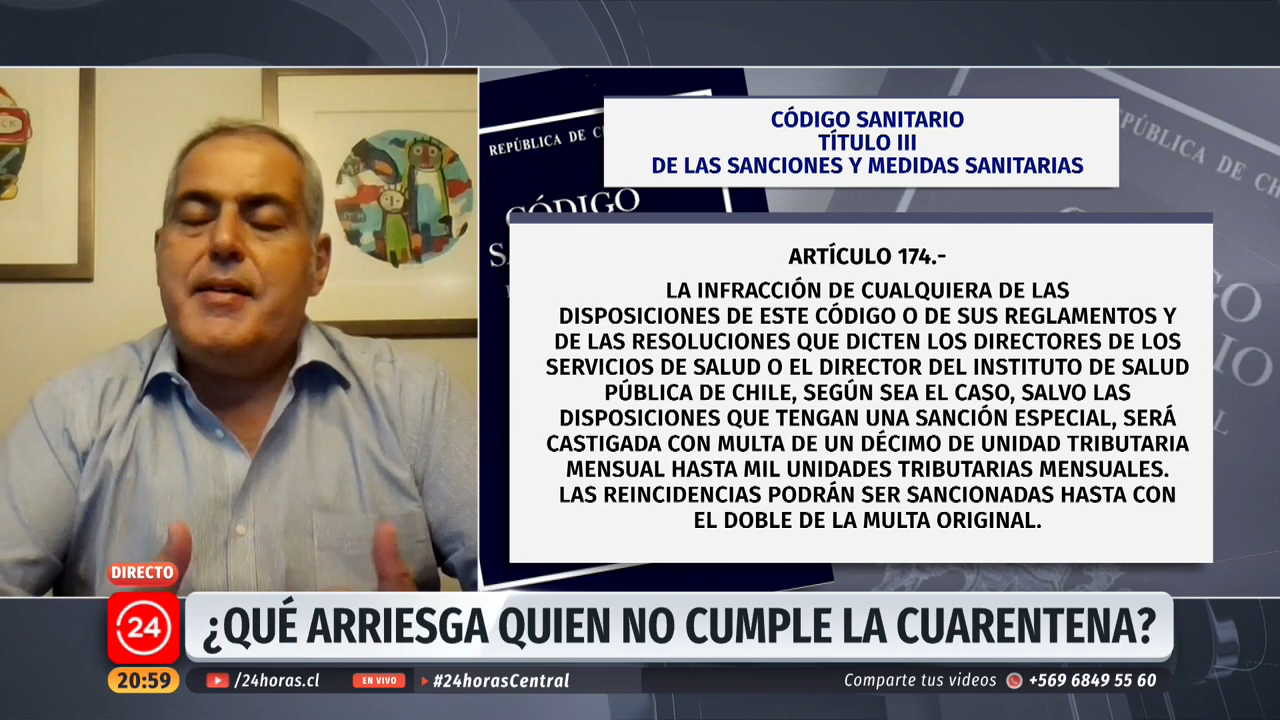 CK
REPÚBLICA DE C
CÓDIGO
CÓDIGO SANITARIO
TÍTULO III
DE LAS SANCIONES Y MEDIDAS SANITARIAS
REPÚBLICA DE CH
ARTÍCULO 174.-
LA INFRACCIÓN DE CUALQUIERA DE LAS
DISPOSICIONES DE ESTE CÓDIGO O DE SUS REGLAMENTOS Y
DE LAS RESOLUCIONES QUE DICTEN LOS DIRECTORES DE LOS
SERVICIOS DE SALUD O EL DIRECTOR DEL INSTITUTO DE SALUD
PÚBLICA DE CHILE, SEGÚN SEA EL CASO, SALVO LAS
DISPOSICIONES QUE TENGAN UNA SANCIÓN ESPECIAL, SERÁ
CASTIGADA CON MULTA DE UN DÉCIMO DE UNIDAD TRIBUTARIA
MENSUAL HASTA MIL UNIDADES TRIBUTARIAS MENSUALES.
LAS REINCIDENCIAS PODRÁN SER SANCIONADAS HASTA CON
EL DOBLE DE LA MULTA ORIGINAL.
DIRECTO
24
¿QUÉ ARRIESGA QUIEN NO CUMPLE LA CUARENTENA?
20:59
/24horas.cl
EN VIVO
#24horasCentral
Comparte tus videos
+569 6849 55 60